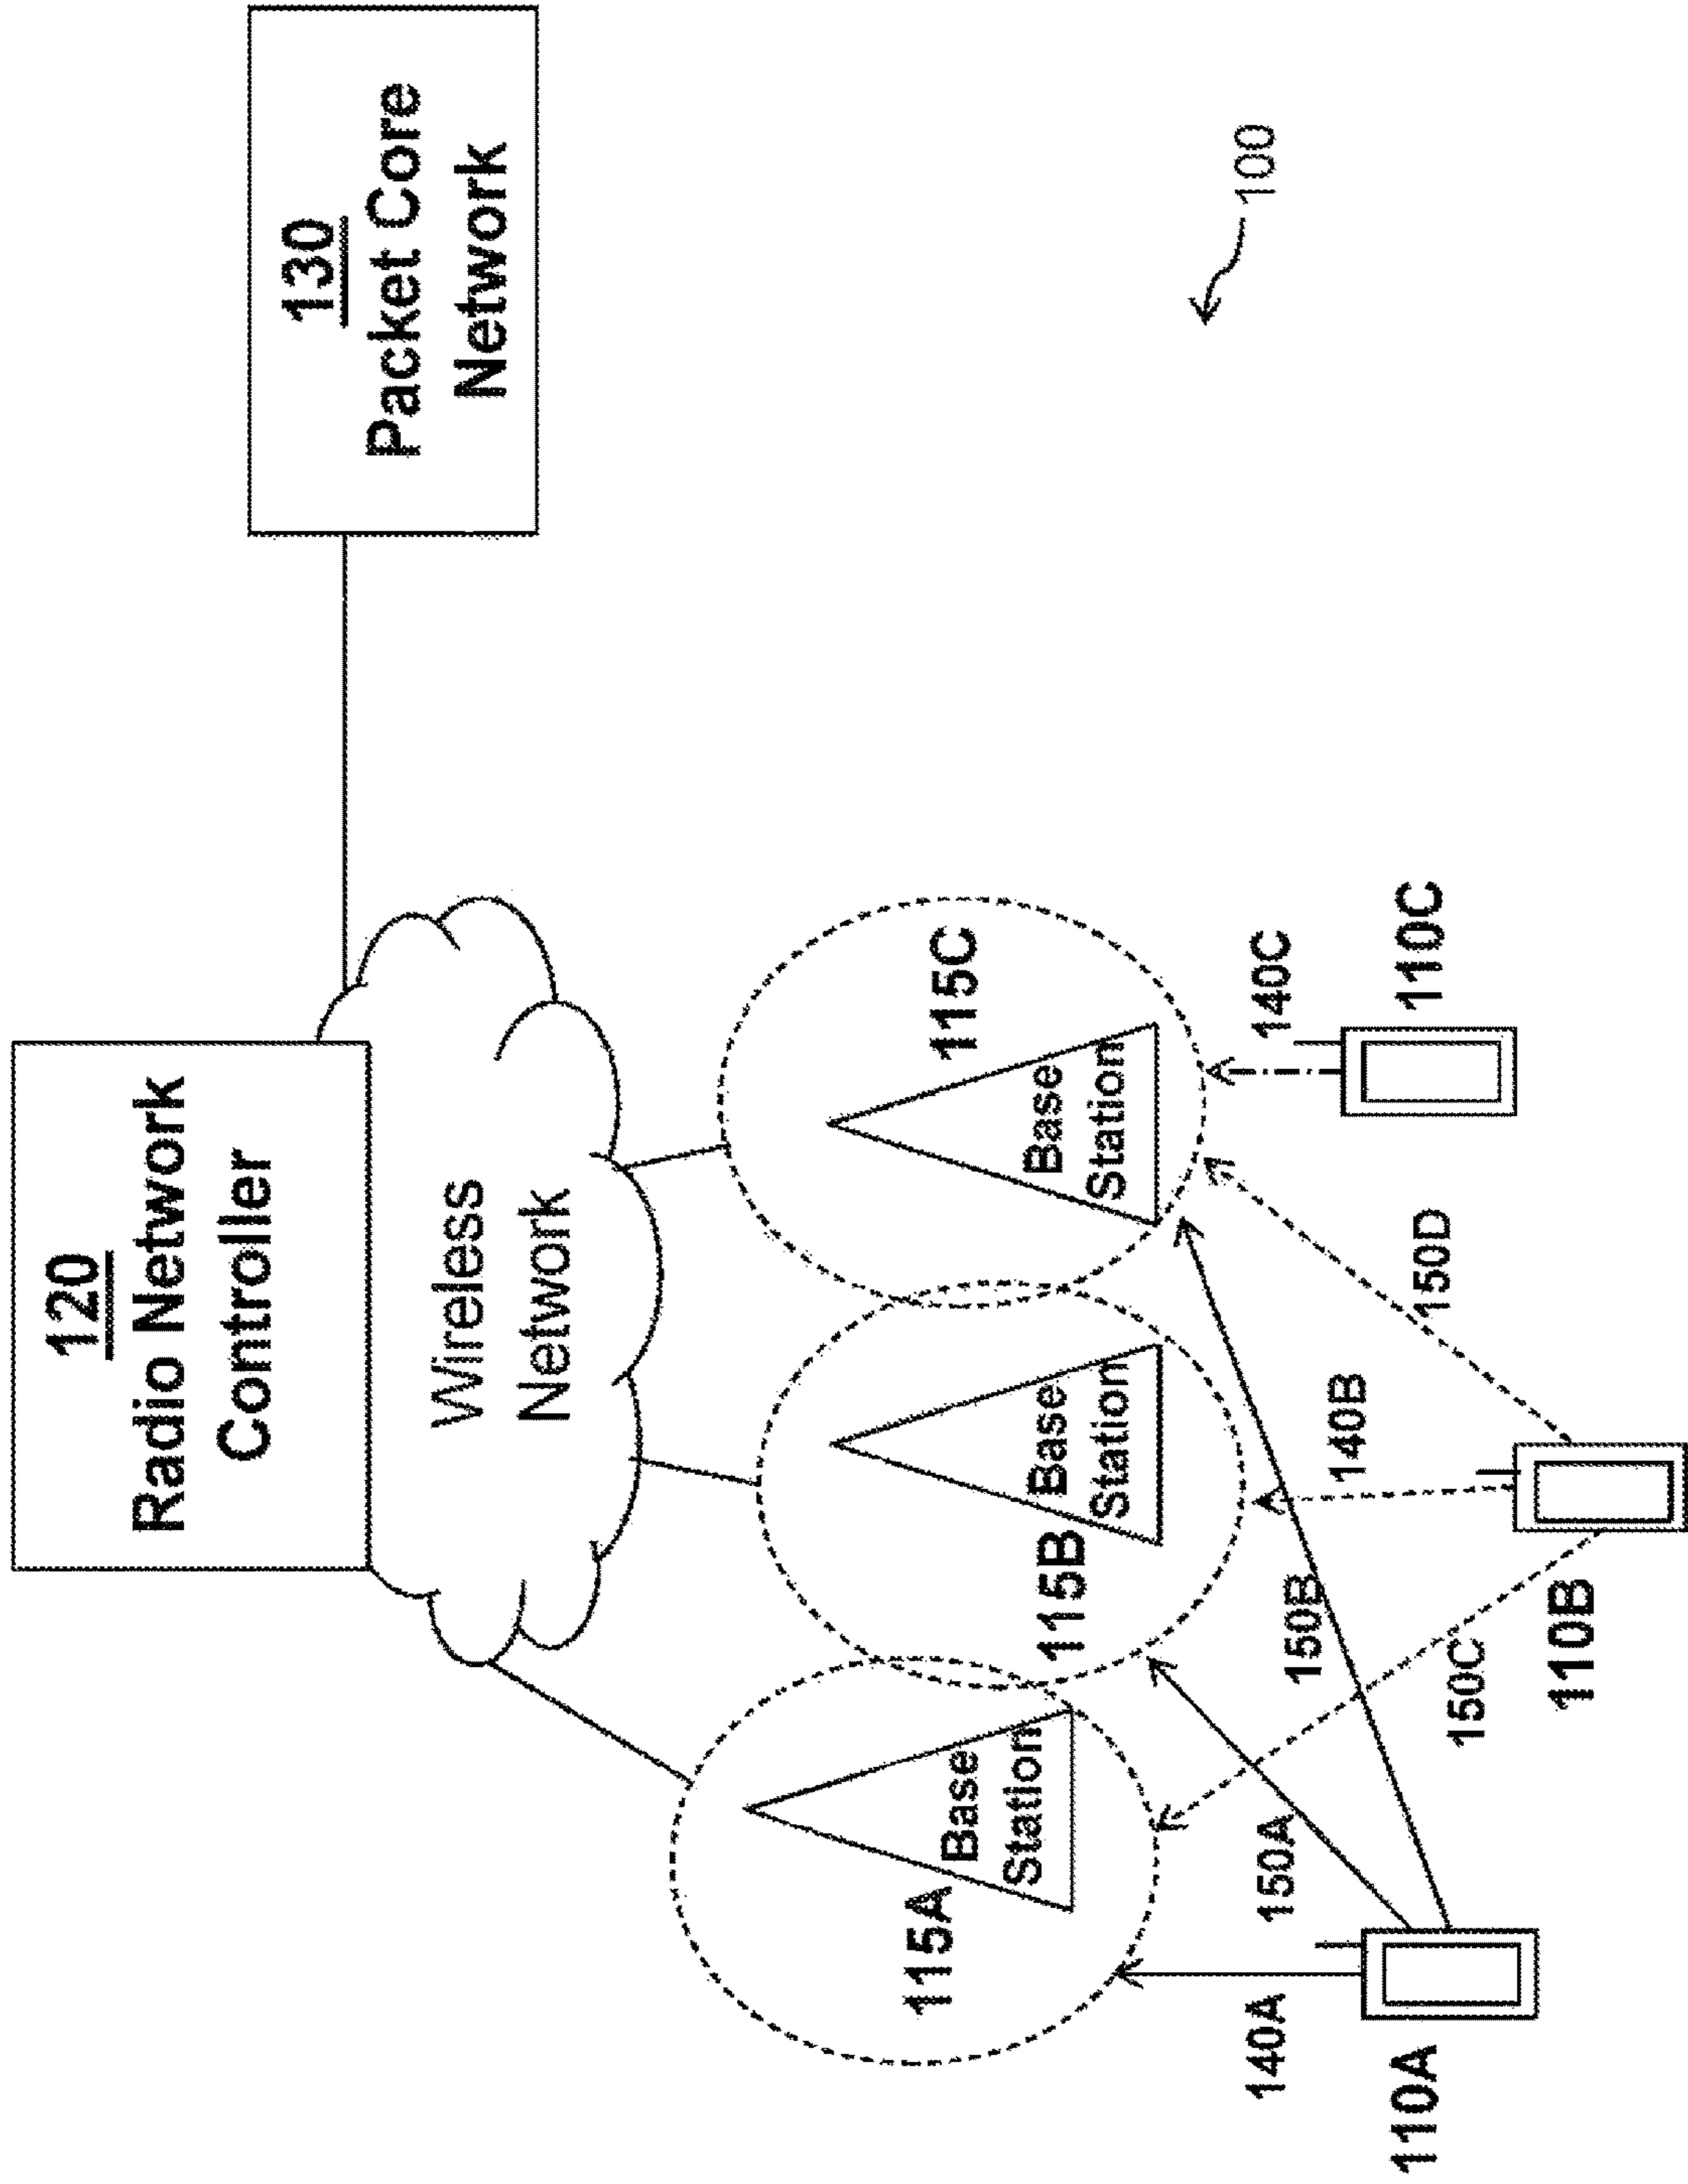 120
Radio Network
Controller
130
Packet Core
Network
Wireless
Network
115A
Base
Station
115B
Base
Station
115C
Base
Station
140A
150A
150B
140B
150C
150D
140C
110A
110B
110C
100